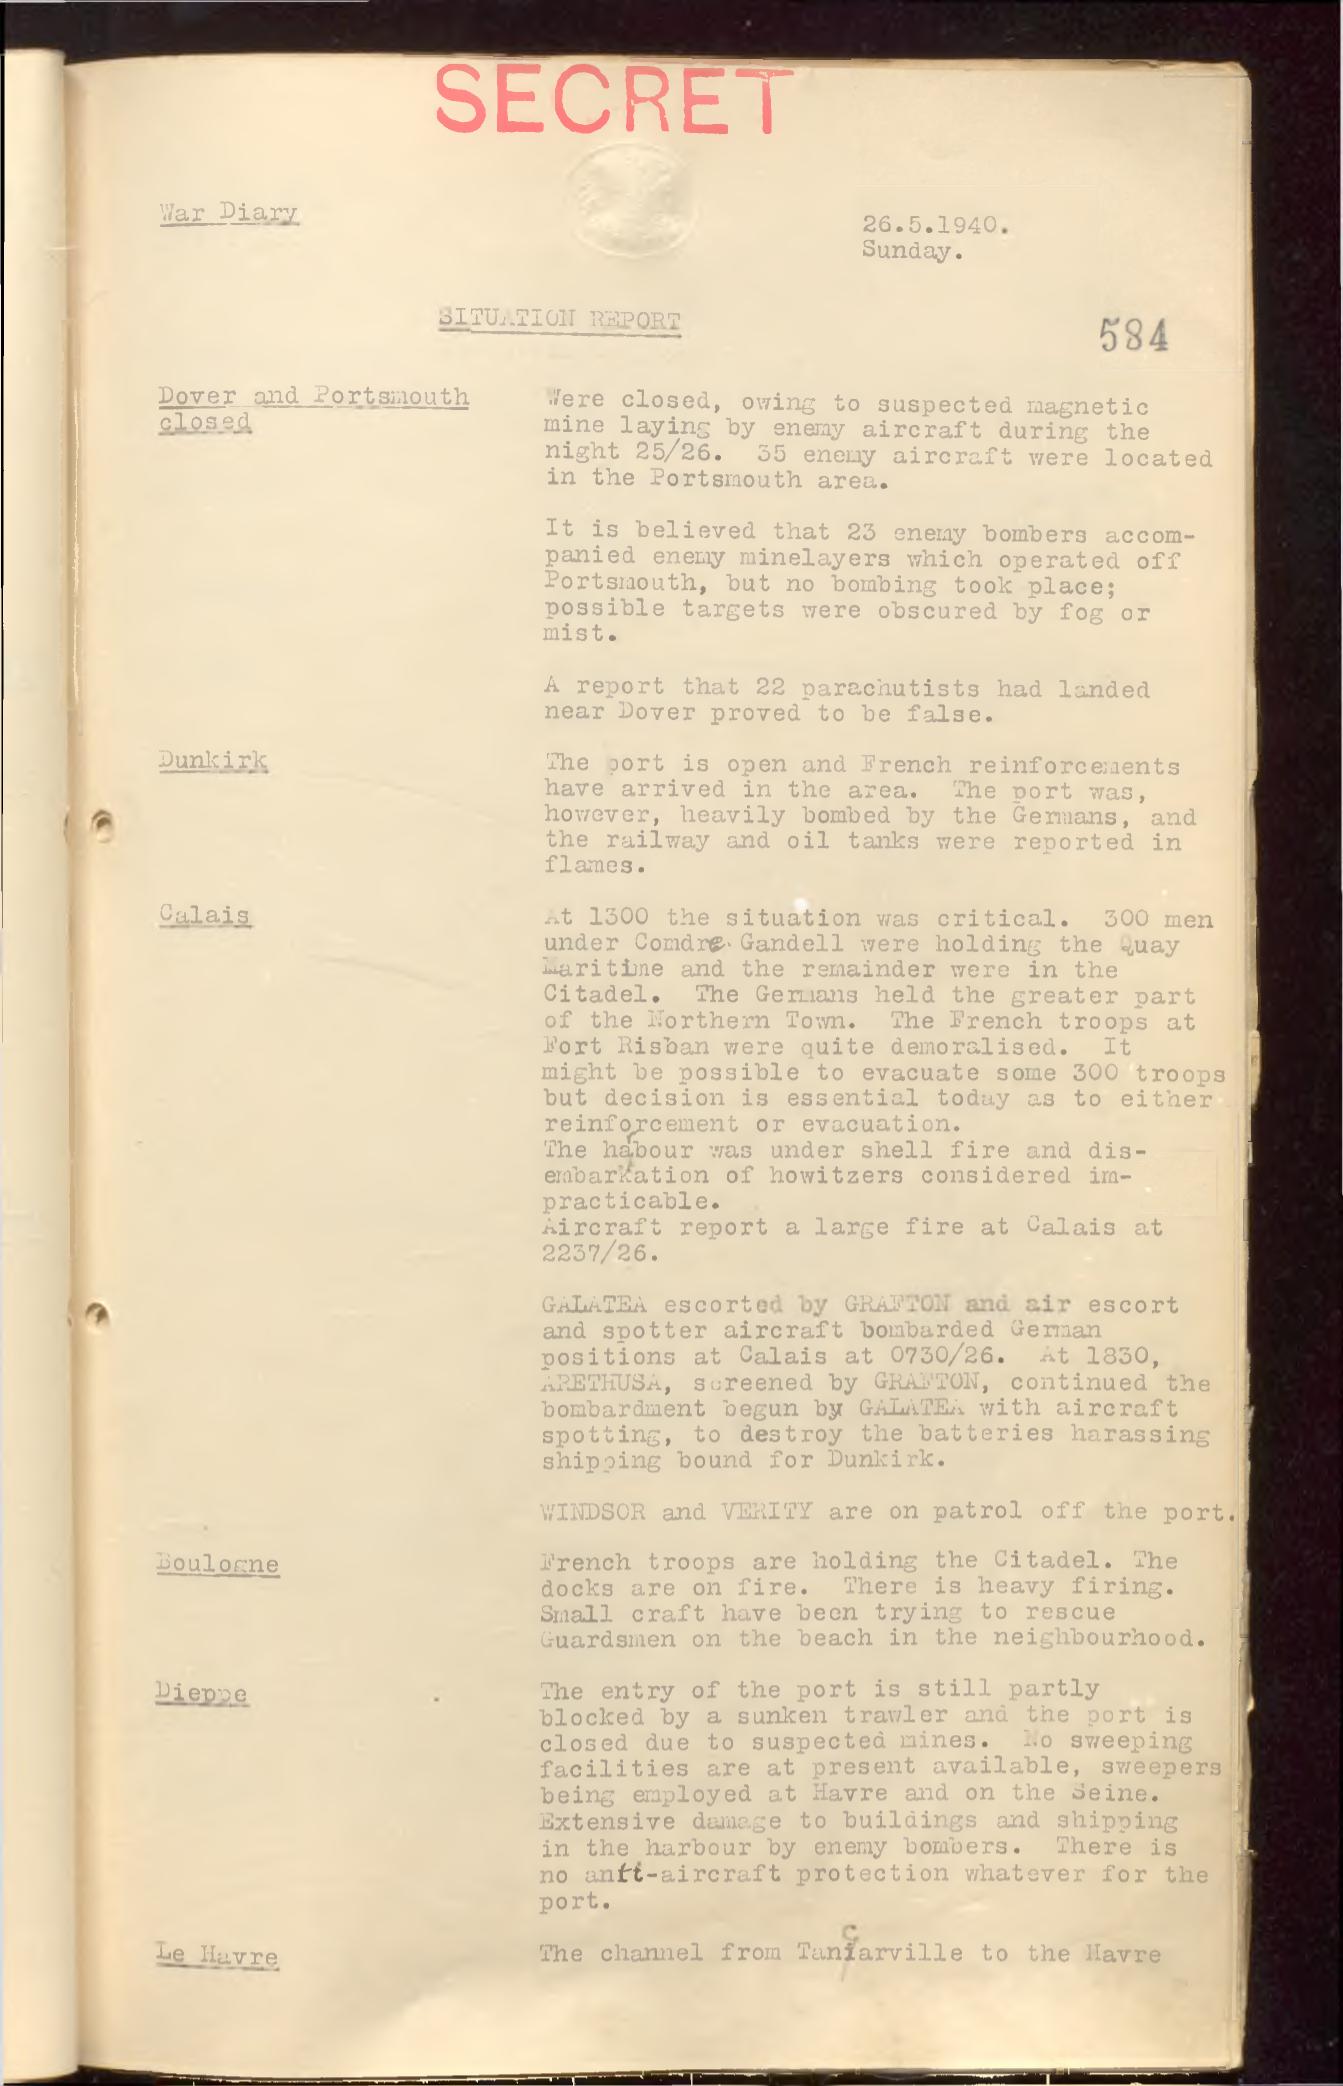 SECRET
War Diary
26.5.1940.
Sunday.
SITUATION REPORT
584
Dover and Portsmouth
closed
Were closed, owing to suspected magnetic
mine laying by enemy aircraft during the
night 25/26. 35 enemy aircraft were located
in the Portsmouth area.
It is believed that 23 enemy bombers accom-
panied enemy minelayers which operated off
Portsmouth, but no bombing took place;
possible targets were obscured by fog or
mist.
A report that 22 parachutists had landed
near Dover proved to be false.
Dunkirk
The port is open and French reinforcements
have arrived in the area. The port was,
however, heavily bombed by the Germans, and
the railway and oil tanks were reported in
flames.
Calais
At 1300 the situation was critical. 300 men
under Comdre. Gandell were holding the Quay
Maritime and the remainder were in the
Citadel. The Germans held the greater part
of the Northern Town. The French troops at
Fort Risban were quite demoralised. It
might be possible to evacuate some 300 troops
but decision is essential today as to either
reinforcement or evacuation.
The harbour was under shell fire and dis-
embarkation of howitzers considered im-
practicable.
Aircraft report a large fire at Calais at
2237/26.
GALATEA escorted by GRAFTON and air escort
and spotter aircraft bombarded German
positions at Calais at 0730/26. At 1830,
ARETHUSA, screened by GRAFTON, continued the
bombardment begun by GALATEA with aircraft
spotting, to destroy the batteries harassing
shipping bound for Dunkirk.
WINDSOR and VERITY are on patrol off the port.
Boulogne
French troops are holding the Citadel. The
docks are on fire. There is heavy firing.
Small craft have been trying to rescue
Guardsmen on the beach in the neighbourhood.
Dieppe
The entry of the port is still partly
blocked by a sunken trawler and the port is
closed due to suspected mines. No sweeping
facilities are at present available, sweepers
being employed at Havre and on the Seine.
Extensive damage to buildings and shipping
in the harbour by enemy bombers. There is
no anti-aircraft protection whatever for the
port.
Le Havre
The channel from Tancarville to the Havre